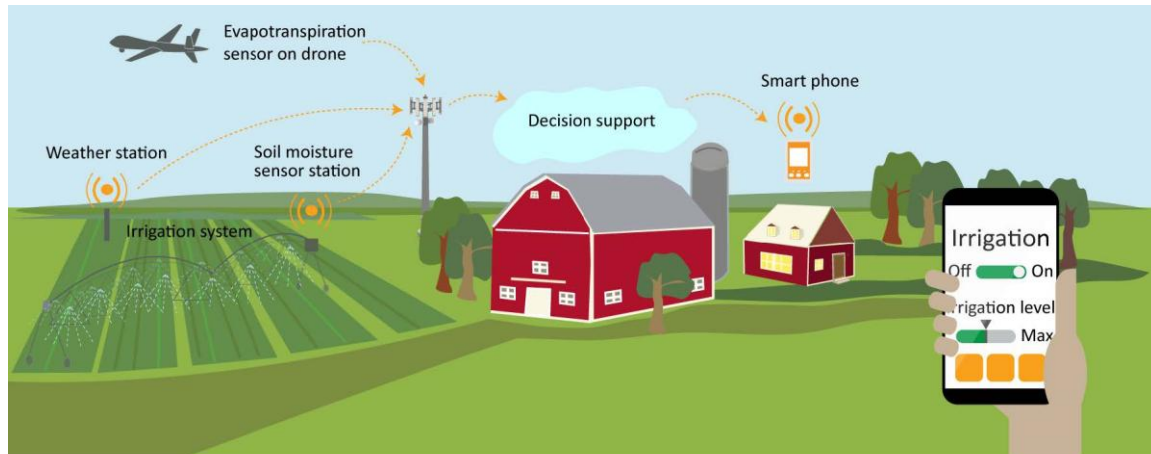 Evapotranspiration
sensor on drone
Smart phone
Decision support
Weather station
Soil moisture
sensor station
Irrigation system
Irrigation
Off On
Irrigation level
Max